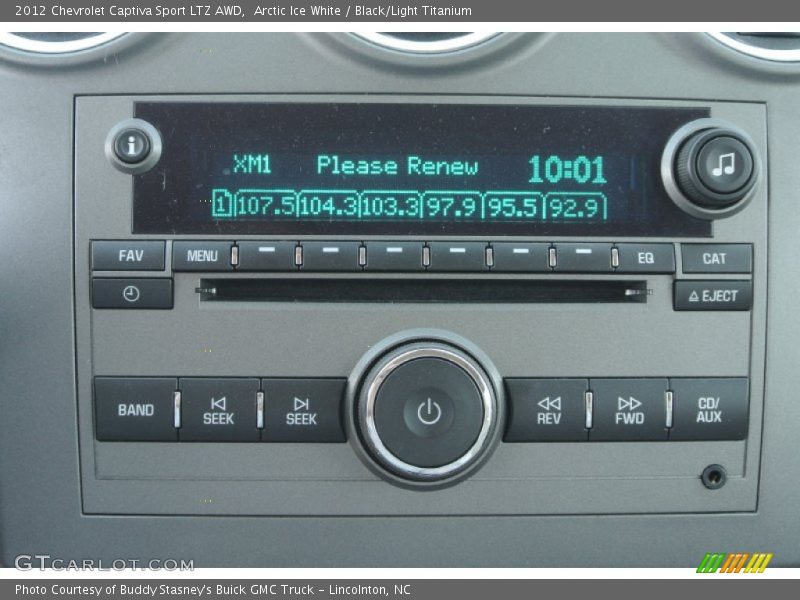 2012 Chevrolet Captiva Sport LTZ AWD,  Arctic Ice White / Black/Light Titanium
i
XM1 Please Renew 10:01
1 107.5 104.3 103.3 97.9 95.5 92.9
FAV MENU EQ CAT
EJECT
BAND SEEK SEEK REV FWD CD/
AUX
GTcarlot.com
Photo Courtesy of Buddy Stasney's Buick GMC Truck - Lincolnton, NC